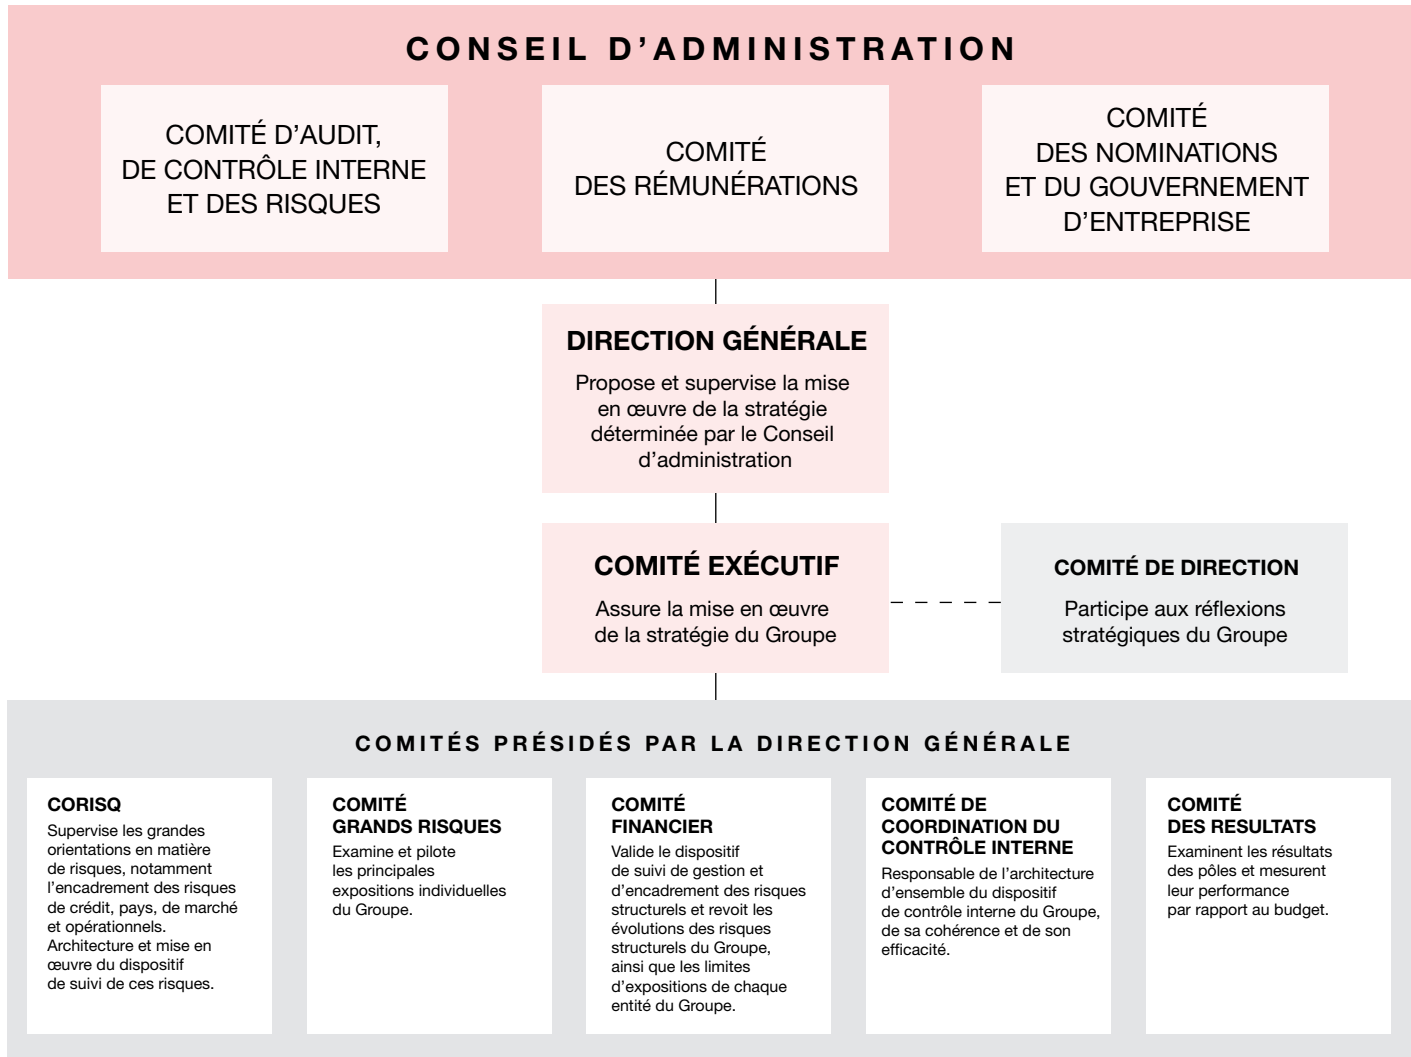 CONSEIL D’ADMINISTRATION
COMITÉ D’AUDIT,
DE CONTRÔLE INTERNE
ET DES RISQUES
COMITÉ
DES RÉMUNÉRATIONS
COMITÉ
DES NOMINATIONS
ET DU GOUVERNEMENT
D’ENTREPRISE
DIRECTION GÉNÉRALE
Propose et supervise la mise
en œuvre de la stratégie
déterminée par le Conseil
d’administration
COMITÉ EXÉCUTIF
Assure la mise en œuvre
de la stratégie du Groupe
COMITÉ DE DIRECTION
Participe aux réflexions
stratégiques du Groupe
COMITÉS PRÉSIDÉS PAR LA DIRECTION GÉNÉRALE
CORISQ
Supervise les grandes
orientations en matière
de risques, notamment
l’encadrement des risques
de crédit, pays, de marché
et opérationnels.
Architecture et mise en
œuvre du dispositif
de suivi de ces risques.
COMITÉ
GRANDS RISQUES
Examine et pilote
les principales
expositions individuelles
du Groupe.
COMITÉ
FINANCIER
Valide le dispositif
de suivi de gestion et
d’encadrement des risques
structurels et revoit les
évolutions des risques
structurels du Groupe,
ainsi que les limites
d’expositions de chaque
entité du Groupe.
COMITÉ DE
COORDINATION DU
CONTRÔLE INTERNE
Responsable de l’architecture
d’ensemble du dispositif
de contrôle interne du Groupe,
de sa cohérence et de son
efficacité.
COMITÉ
DES RESULTATS
Examinent les résultats
des pôles et mesurent
leur performance
par rapport au budget.